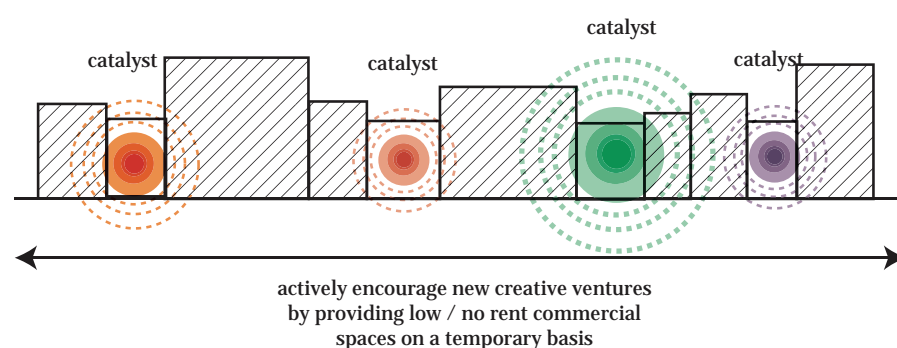 catalyst
catalyst
catalyst
catalyst
actively encourage new creative ventures
by providing low / no rent commercial
spaces on a temporary basis